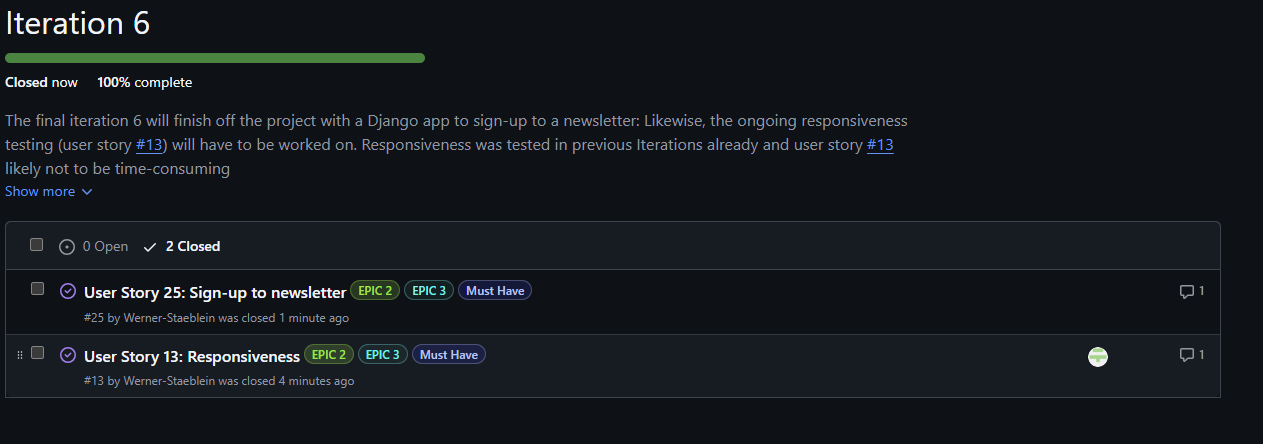 Iteration 6
Closed now 100% complete
The final iteration 6 will finish off the project with a Django app to sign-up to a newsletter: Likewise, the ongoing responsiveness
testing (user story #13) will have to be worked on. Responsiveness was tested in previous Iterations already and user story #13
likely not to be time-consuming
Show more
0 Open 2 Closed
User Story 25: Sign-up to newsletter EPIC 2 EPIC 3 Must Have 1
#25 by Werner-Staeblein was closed 1 minute ago
User Story 13: Responsiveness EPIC 2 EPIC 3 Must Have 1
#13 by Werner-Staeblein was closed 4 minutes ago